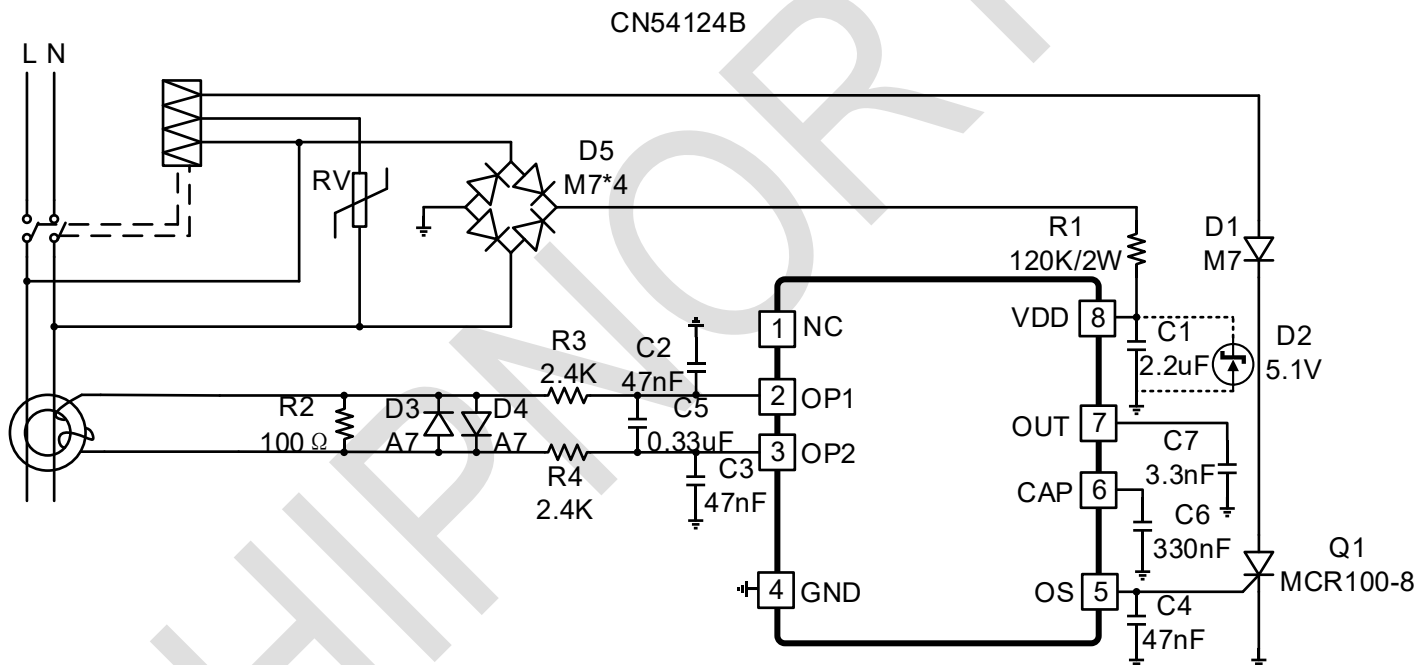 CN54124B
L N
D5
M7*4
RV
R1
120K/2W
D1
M7
1 NC
VDD 8
C1
2.2uF
D2
5.1V
R3
2.4K
C2
47nF
2 OP1
R2
100Ω
D3
A7
D4
A7
C5
0.33uF
OUT 7
C7
3.3nF
3 OP2
R4
2.4K
C3
47nF
CAP 6
C6
330nF
Q1
MCR100-8
4 GND
OS 5
C4
47nF
HIPNORT